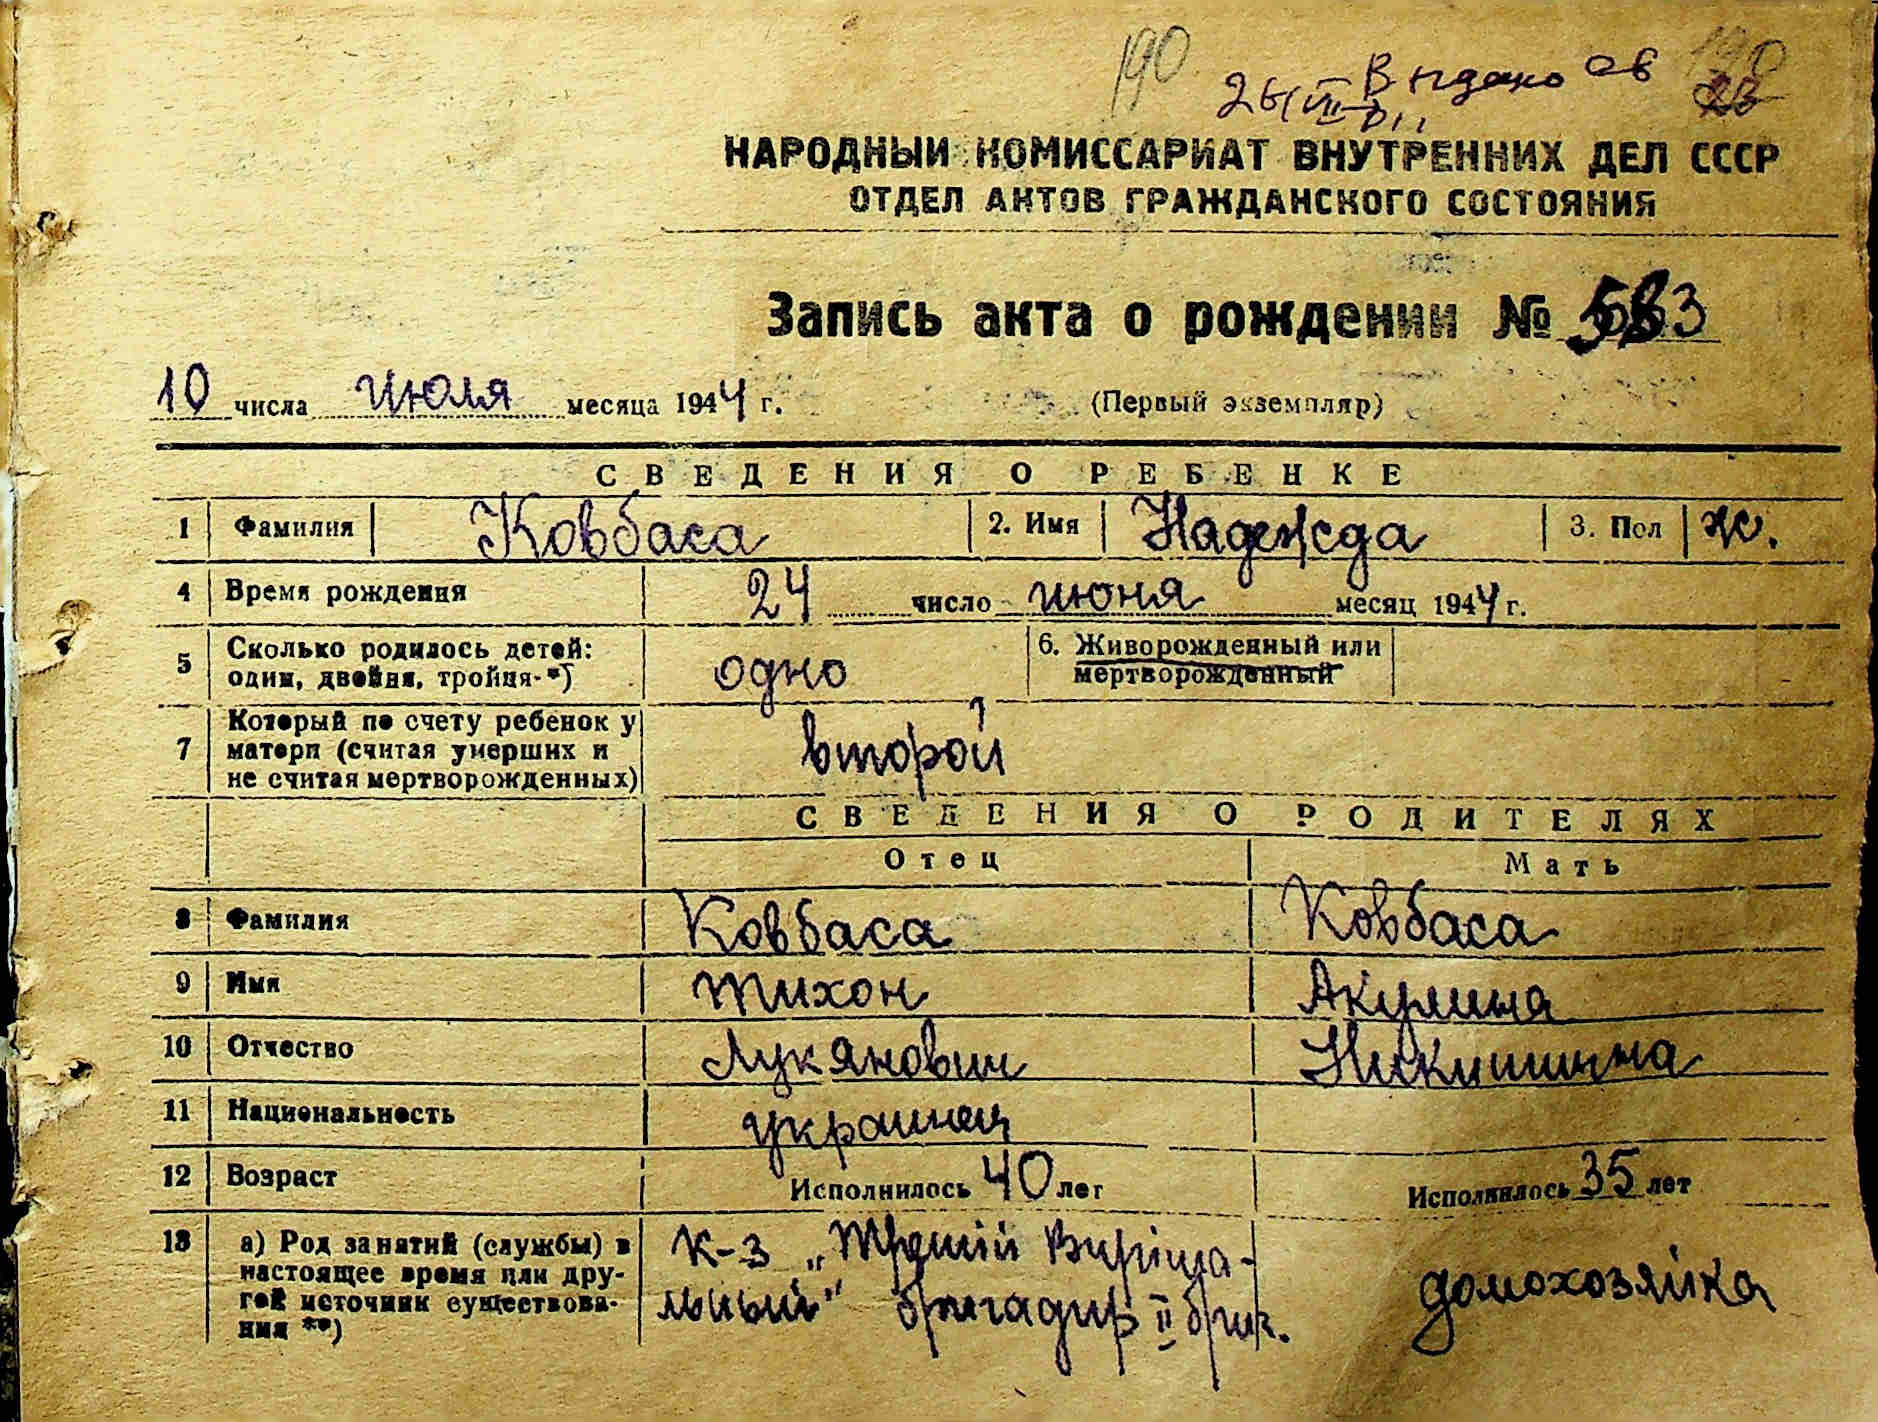 190
190
Выдано св
26/VII
23
НАРОДНЫЙ КОМИССАРИАТ ВНУТРЕННИХ ДЕЛ СССР
ОТДЕЛ АКТОВ ГРАЖДАНСКОГО СОСТОЯНИЯ
Запись акта о рождении №
10 числа июля месяца 1944 г. (Первый экземпляр)
СВЕДЕНИЯ О РЕБЕНКЕ
1 Фамилия Ковбаса 2. Имя Надежда 3. Пол ж.
4 Время рождения 24 число июня месяц 1944 г.
5 Сколько родилось детей: один, двойня, тройня-*) одно 6. Живорожденный или мертворожденный
7 Который по счету ребенок у матери (считая умерших и не считая мертворожденных) второй
СВЕДЕНИЯ О РОДИТЕЛЯХ
Отец Мать
8 Фамилия Ковбаса Ковбаса
9 Имя Тихон Акулина
10 Отчество Лукянович Никитична
11 Национальность украинец
12 Возраст Исполнилось 40 лет Исполнилось 35 лет
13 а) Род занятий (службы) в настоящее время или другой источник существования **) к-з „Третій Вирішальный" бригадир II бриг. домохозяйка